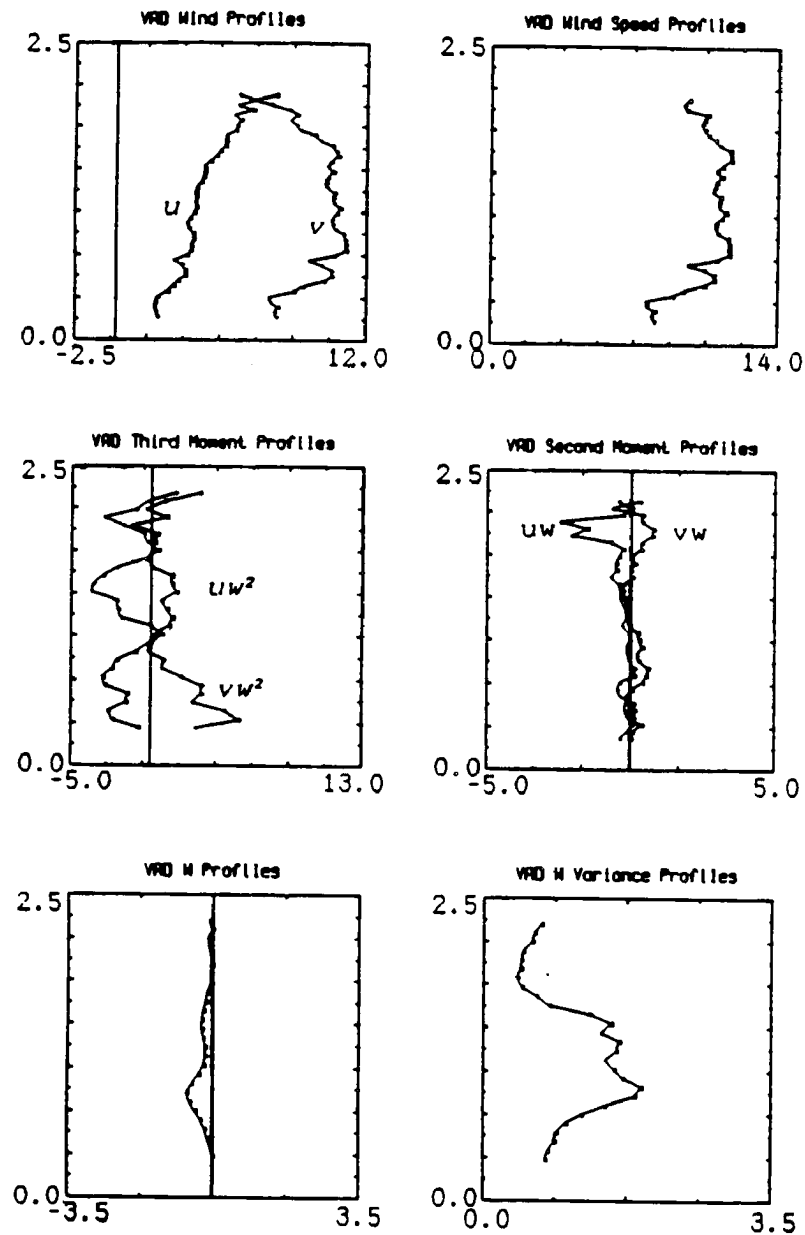 VAD Wind Profiles
2.5
u
v
0.0
-2.5
12.0
VAD Wind Speed Profiles
2.5
0.0
0.0
14.0
VAD Third Moment Profiles
2.5
uw²
vw²
0.0
-5.0
13.0
VAD Second Moment Profiles
2.5
uw
vw
0.0
-5.0
5.0
VAD W Profiles
2.5
0.0
-3.5
3.5
VAD W Variance Profiles
2.5
0.0
0.0
3.5